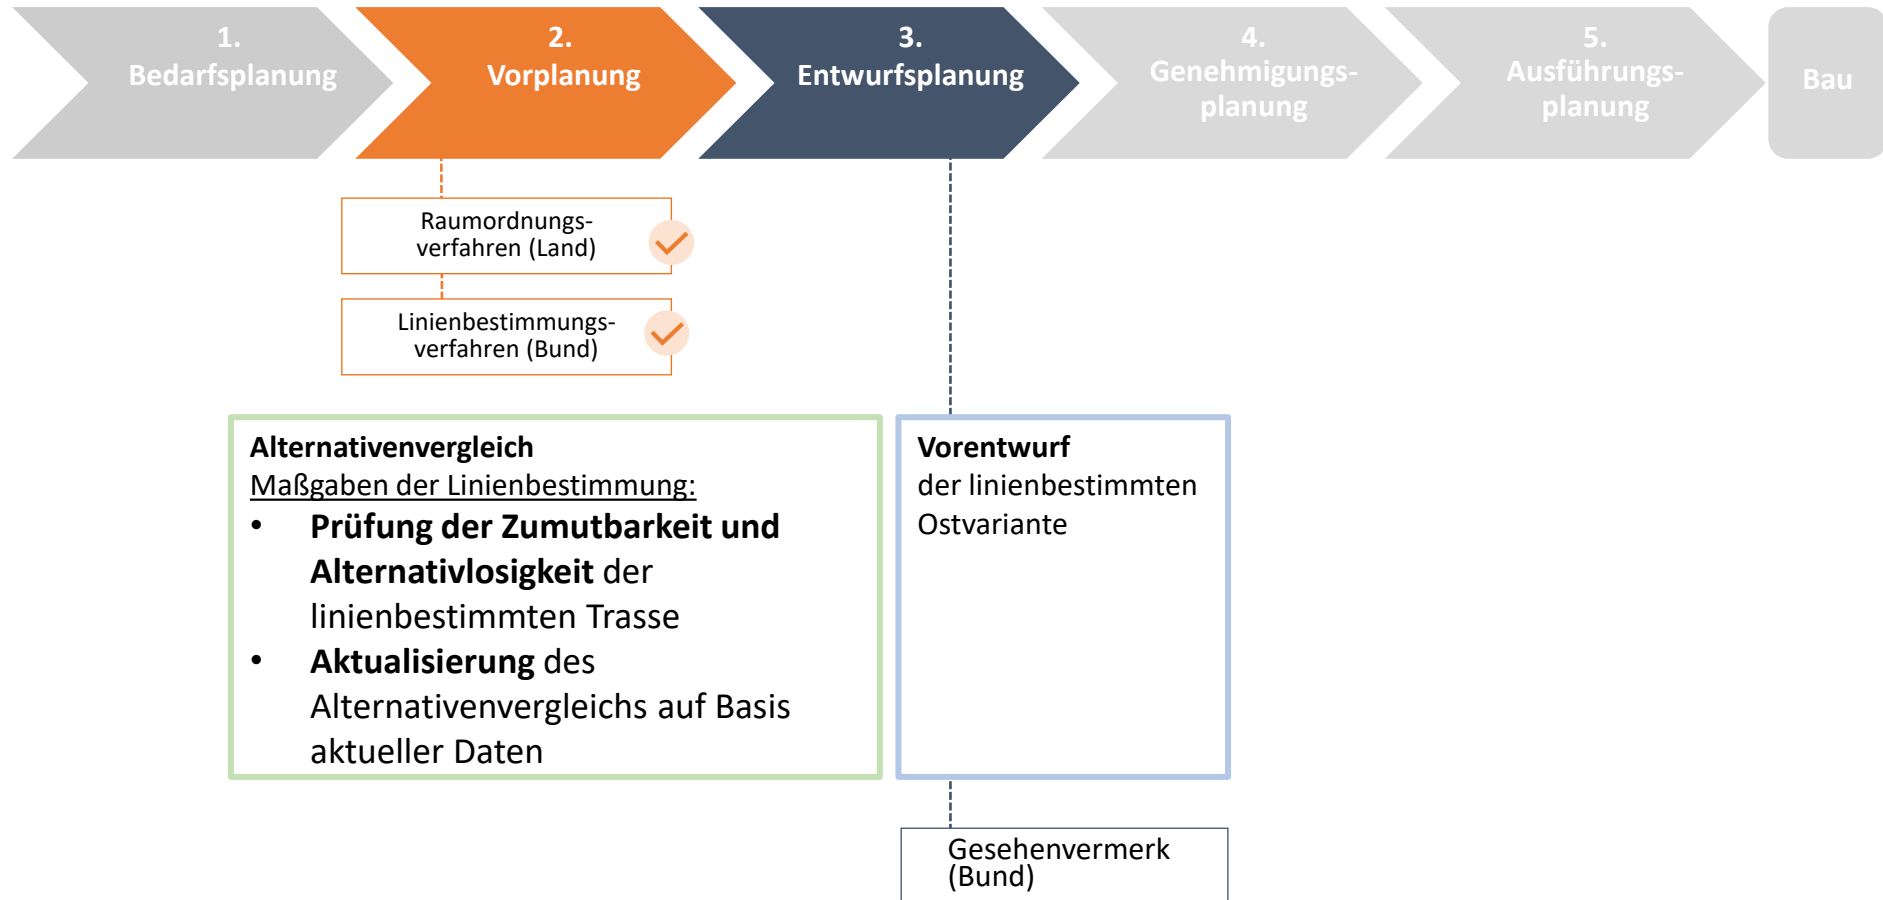 1.
Bedarfsplanung
2.
Vorplanung
3.
Entwurfsplanung
4.
Genehmigungs-
planung
5.
Ausführungs-
planung
Bau
Raumordnungs-
verfahren (Land)
Linienbestimmungs-
verfahren (Bund)
Alternativenvergleich
Maßgaben der Linienbestimmung:
• Prüfung der Zumutbarkeit und
Alternativlosigkeit der
linienbestimmten Trasse
• Aktualisierung des
Alternativenvergleichs auf Basis
aktueller Daten
Vorentwurf
der linienbestimmten
Ostvariante
Gesehenvermerk
(Bund)